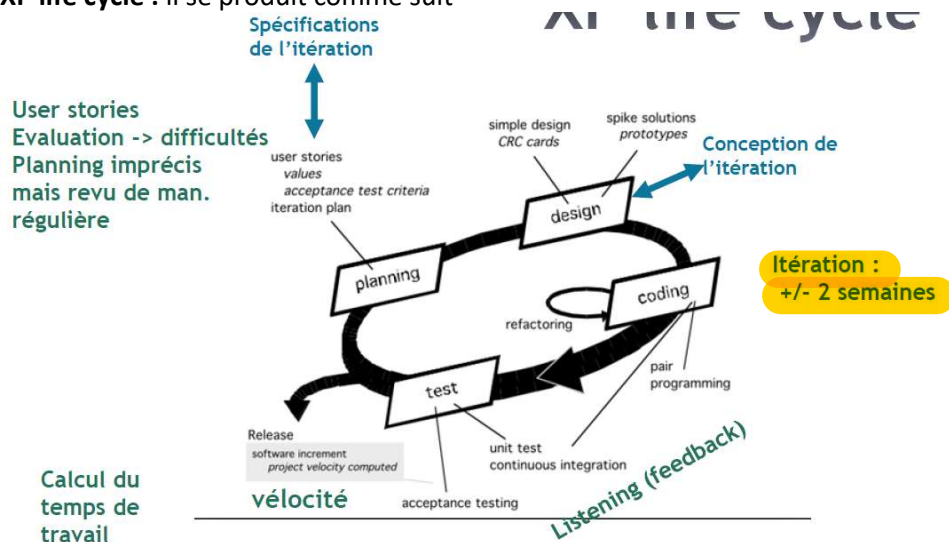 XP life cycle : il se produit comme suit
XP life cycle
Spécifications
de l'itération
User stories
Evaluation -> difficultés
Planning imprécis
mais revu de man.
régulière
user stories
values
acceptance test criteria
iteration plan
simple design
CRC cards
spike solutions
prototypes
Conception de
l'itération
design
planning
coding
refactoring
Itération :
+/- 2 semaines
pair
programming
test
Release
software increment
project velocity computed
unit test
continuous integration
acceptance testing
vélocité
Listening (feedback)
Calcul du
temps de
travail